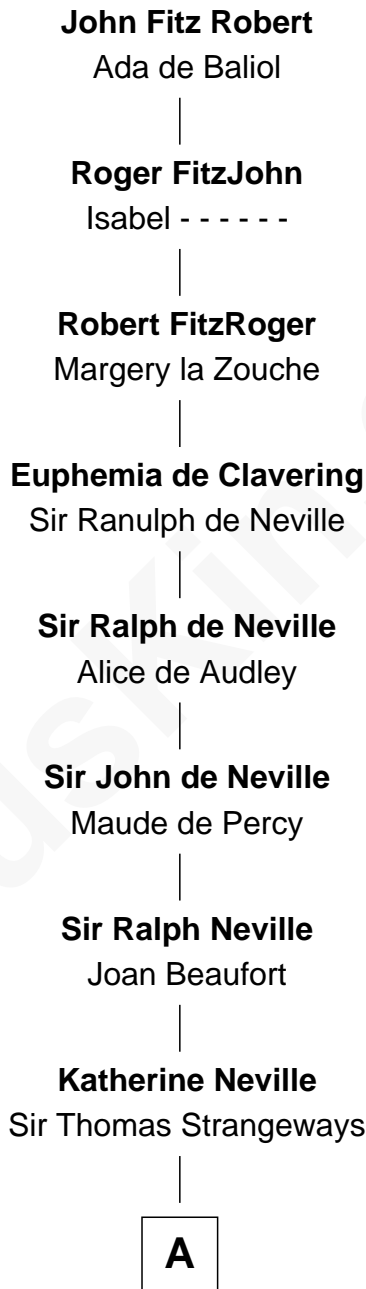 John Fitz Robert
Ada de Baliol
Roger FitzJohn
Isabel - - - - - -
Robert FitzRoger
Margery la Zouche
Euphemia de Clavering
Sir Ranulph de Neville
Sir Ralph de Neville
Alice de Audley
Sir John de Neville
Maude de Percy
Sir Ralph Neville
Joan Beaufort
Katherine Neville
Sir Thomas Strangeways
A